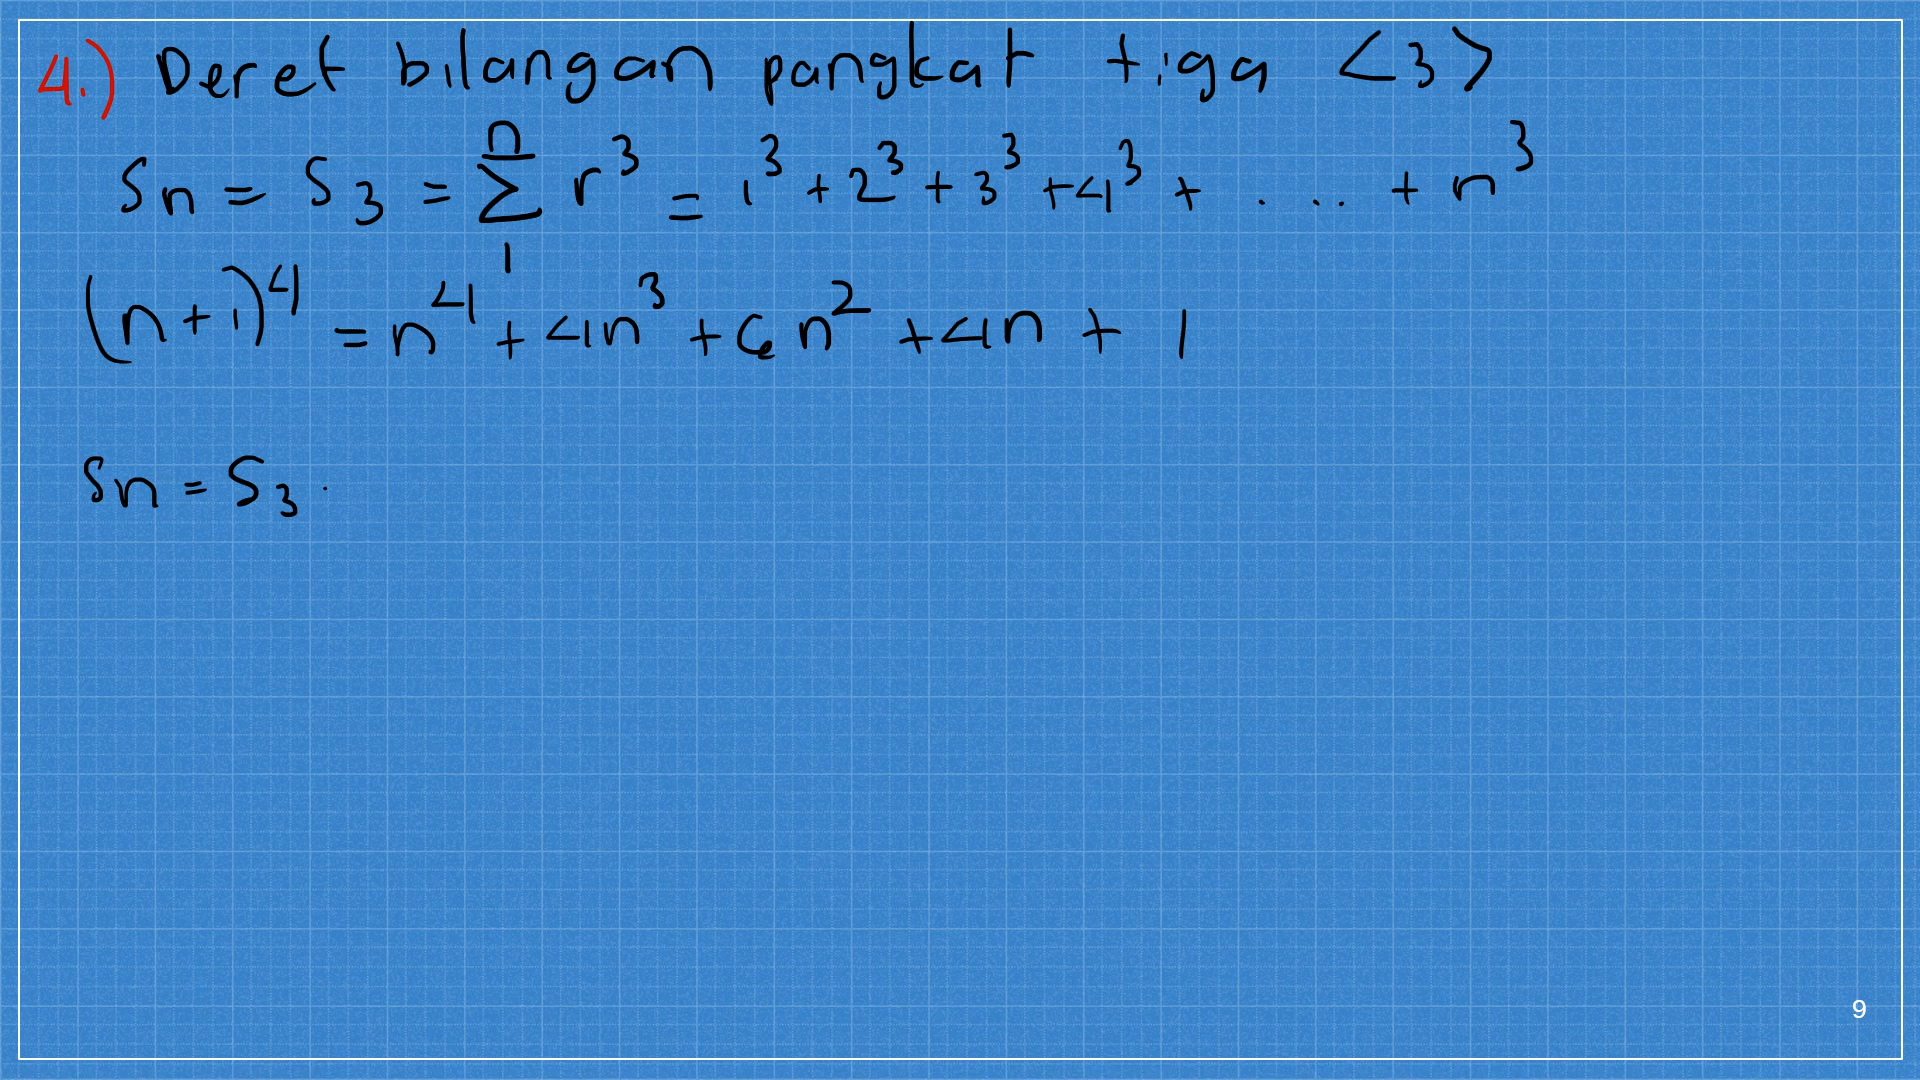 4.) Deret bilangan pangkat tiga <3>
Sn = S₃ = ∑ⁿ₁ r³ = 1³ + 2³ + 3³ + 4³ + . ... + n³
(n + 1)⁴ = n⁴ + 4n³ + 6n² + 4n + 1
Sn = S₃ .
9